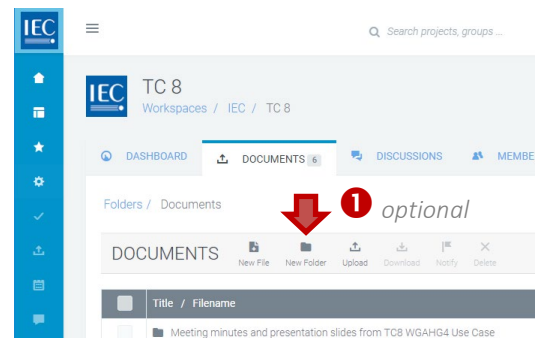 IEC
Search projects, groups ...
IEC
TC 8
Workspaces / IEC / TC 8
DASHBOARD DOCUMENTS 6 DISCUSSIONS MEMBE
Folders / Documents
1 optional
DOCUMENTS New File New Folder Upload Download Notify Delete
Title / Filename
Meeting minutes and presentation slides from TC8 WGAHG4 Use Case